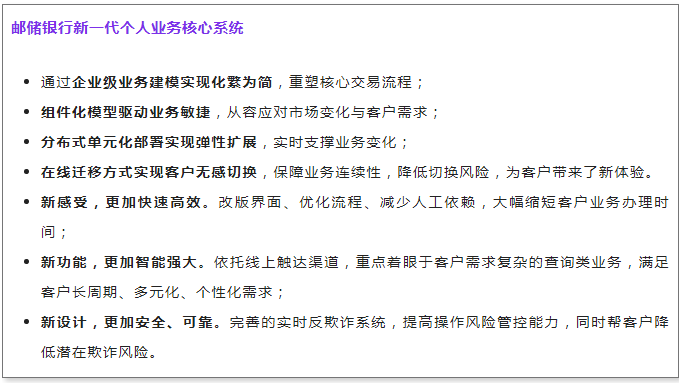 邮储银行新一代个人业务核心系统
通过企业级业务建模实现化繁为简，重塑核心交易流程；
组件化模型驱动业务敏捷，从容应对市场变化与客户需求；
分布式单元化部署实现弹性扩展，实时支撑业务变化；
在线迁移方式实现客户无感切换，保障业务连续性，降低切换风险，为客户带来了新体验。
新感受，更加快速高效。改版界面、优化流程、减少人工依赖，大幅缩短客户业务办理时
间；
新功能，更加智能强大。依托线上触达渠道，重点着眼于客户需求复杂的查询类业务，满足
客户长周期、多元化、个性化需求；
新设计，更加安全、可靠。完善的实时反欺诈系统，提高操作风险管控能力，同时帮客户降
低潜在欺诈风险。